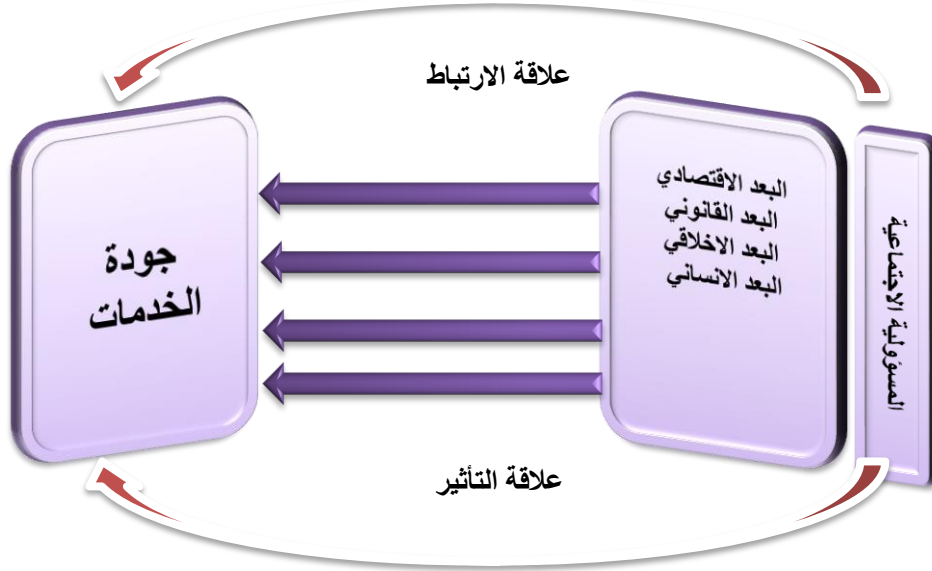 علاقة الارتباط
المسؤولية الاجتماعية
البعد الاقتصادي
البعد القانوني
البعد الاخلاقي
البعد الانساني
جودة
الخدمات
علاقة التأثير